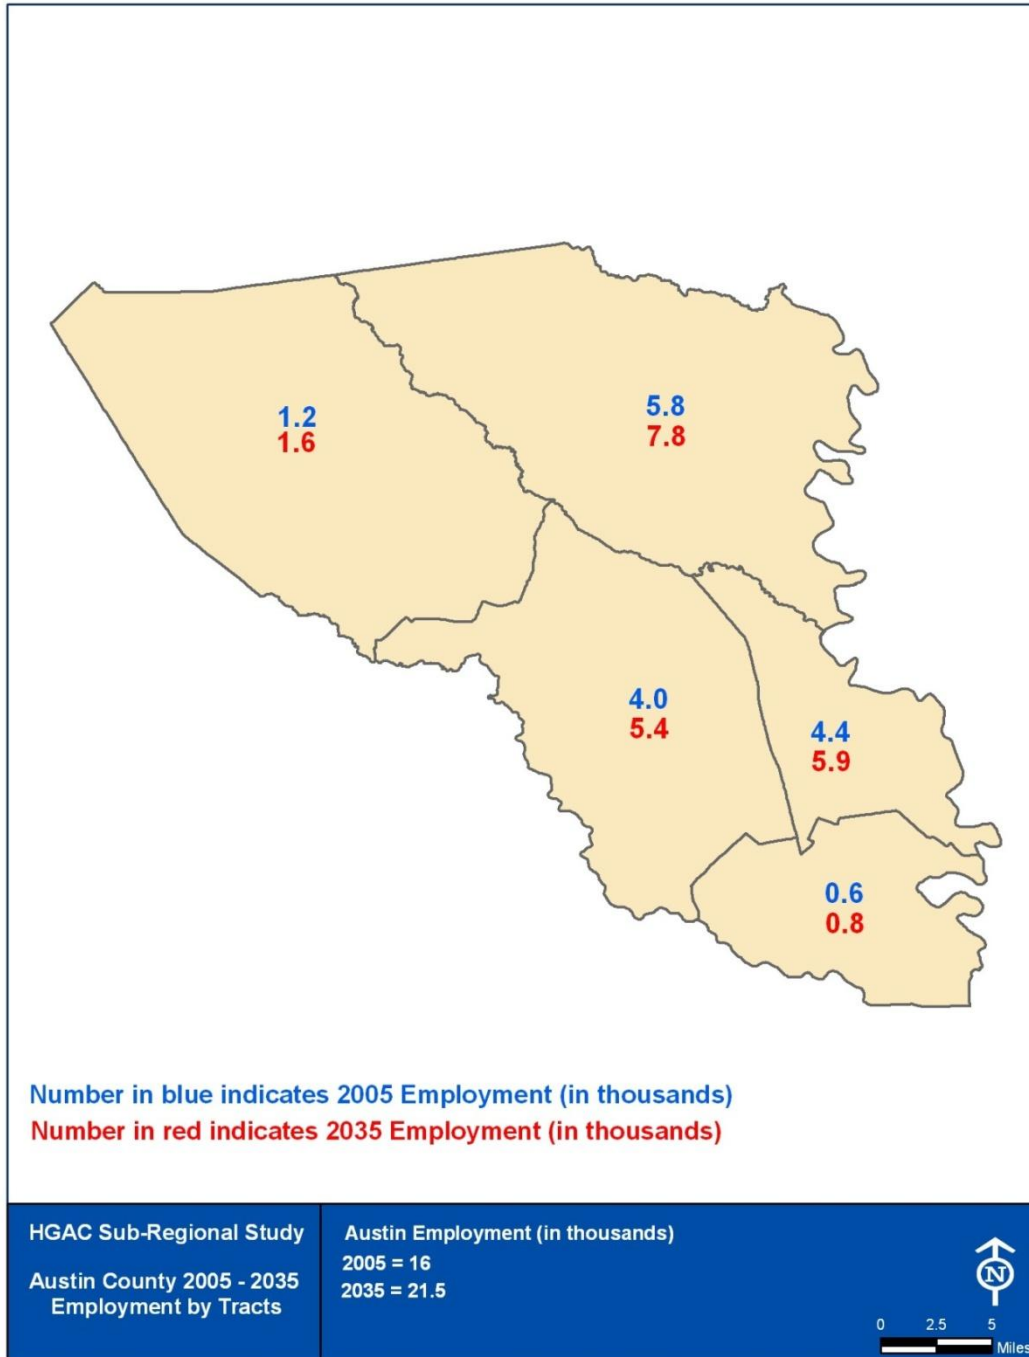 1.2
1.6
5.8
7.8
4.0
5.4
4.4
5.9
0.6
0.8
Number in blue indicates 2005 Employment (in thousands)
Number in red indicates 2035 Employment (in thousands)
HGAC Sub-Regional Study
Austin County 2005 - 2035
Employment by Tracts
Austin Employment (in thousands)
2005 = 16
2035 = 21.5
N
0 2.5 5
Miles